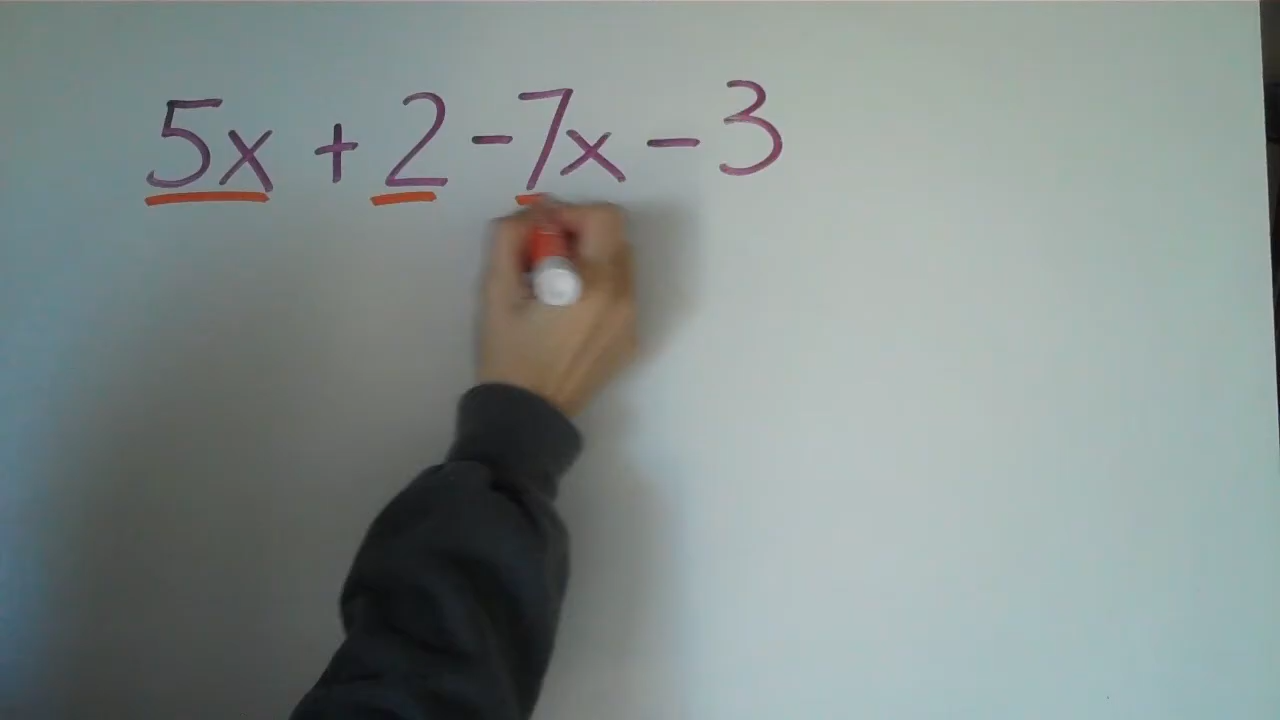 5x + 2 - 7x - 3